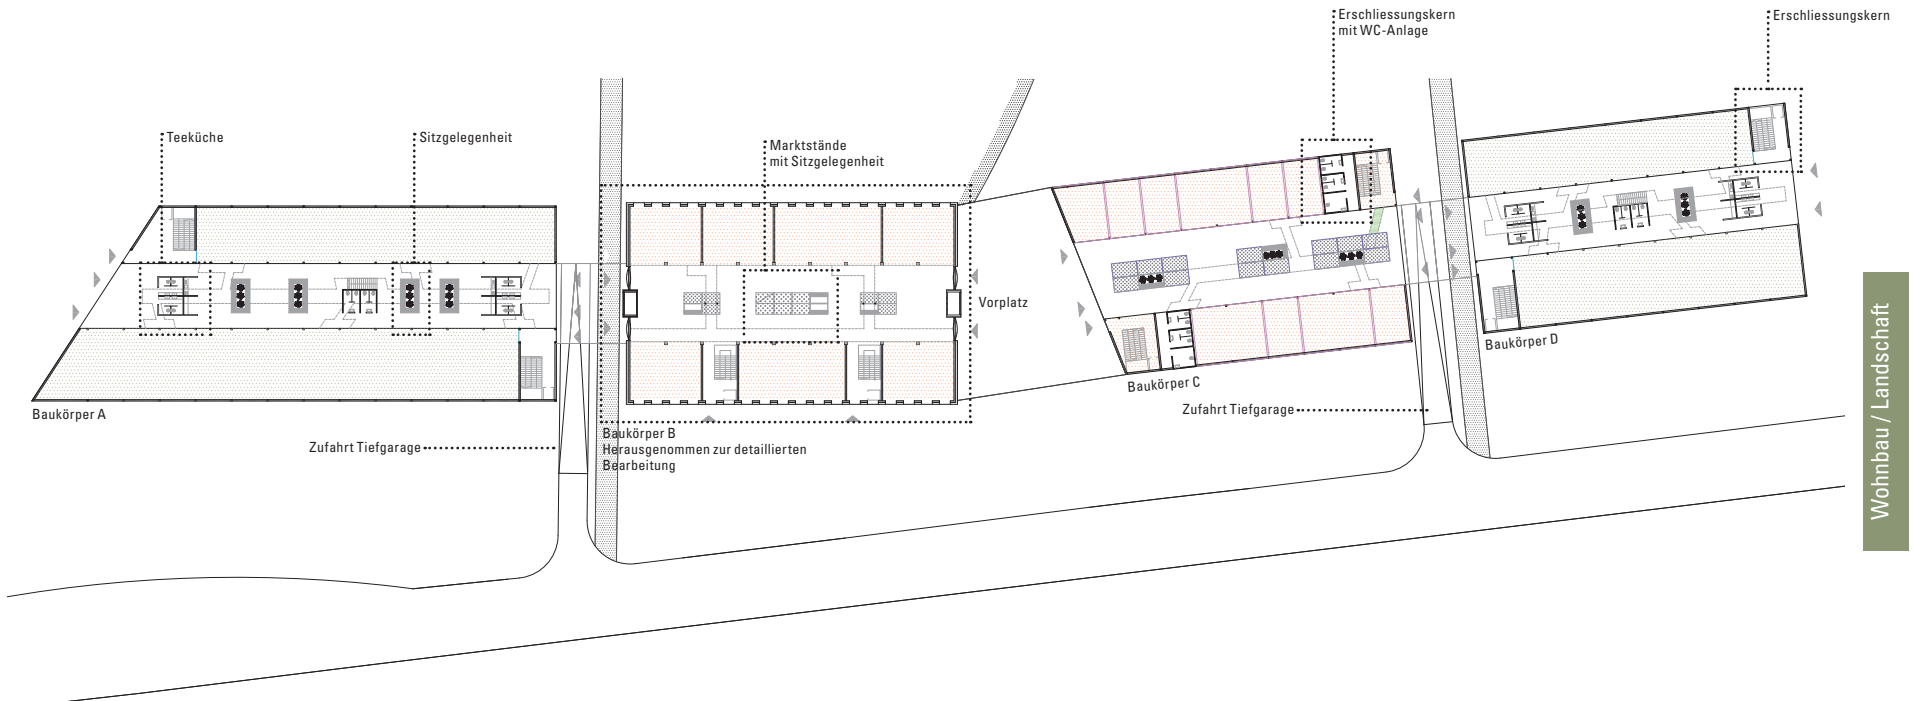 Erschliessungskern
mit WC-Anlage
Erschliessungskern
Teeküche
Sitzgelegenheit
Marktstände
mit Sitzgelegenheit
Vorplatz
Baukörper A
Baukörper B
Herausgenommen zur detaillierten
Bearbeitung
Baukörper C
Baukörper D
Zufahrt Tiefgarage
Zufahrt Tiefgarage
Wohnbau / Landschaft